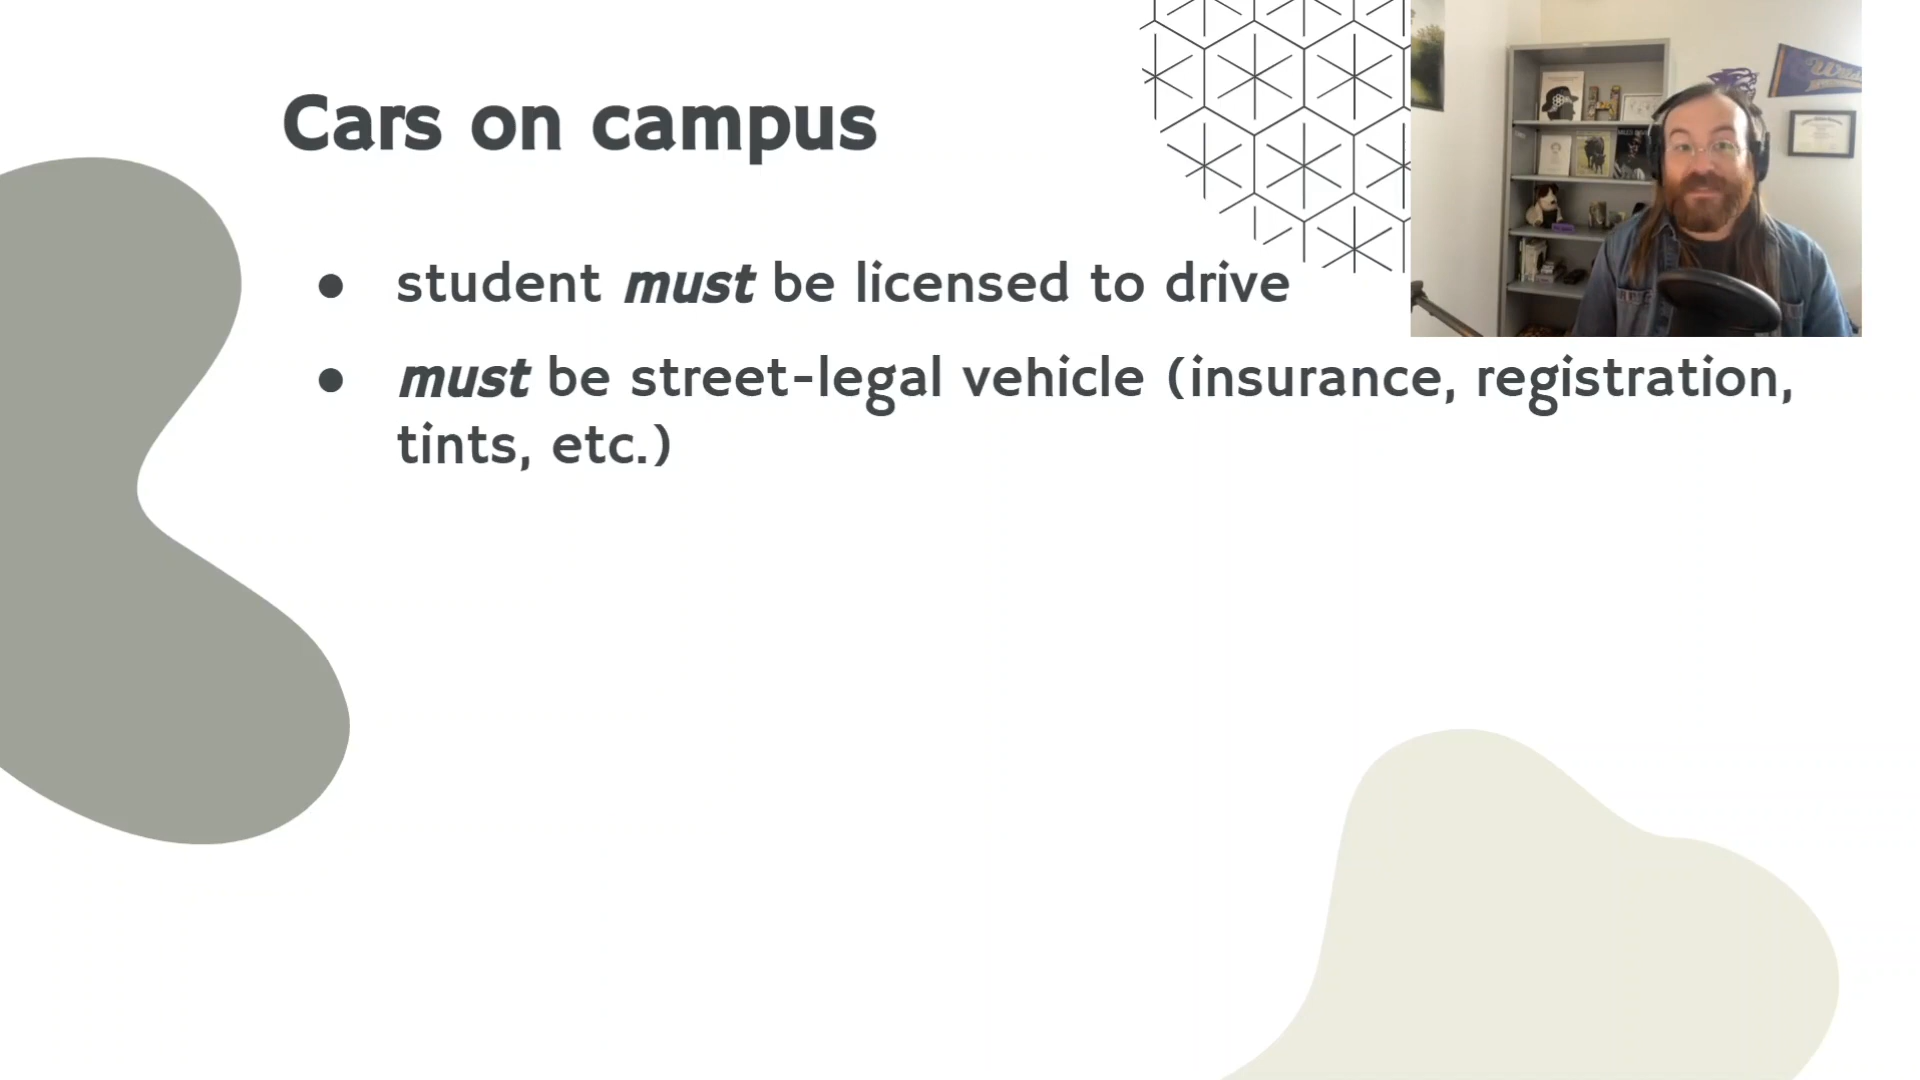 Cars on campus
● student must be licensed to drive
● must be street-legal vehicle (insurance, registration,
tints, etc.)